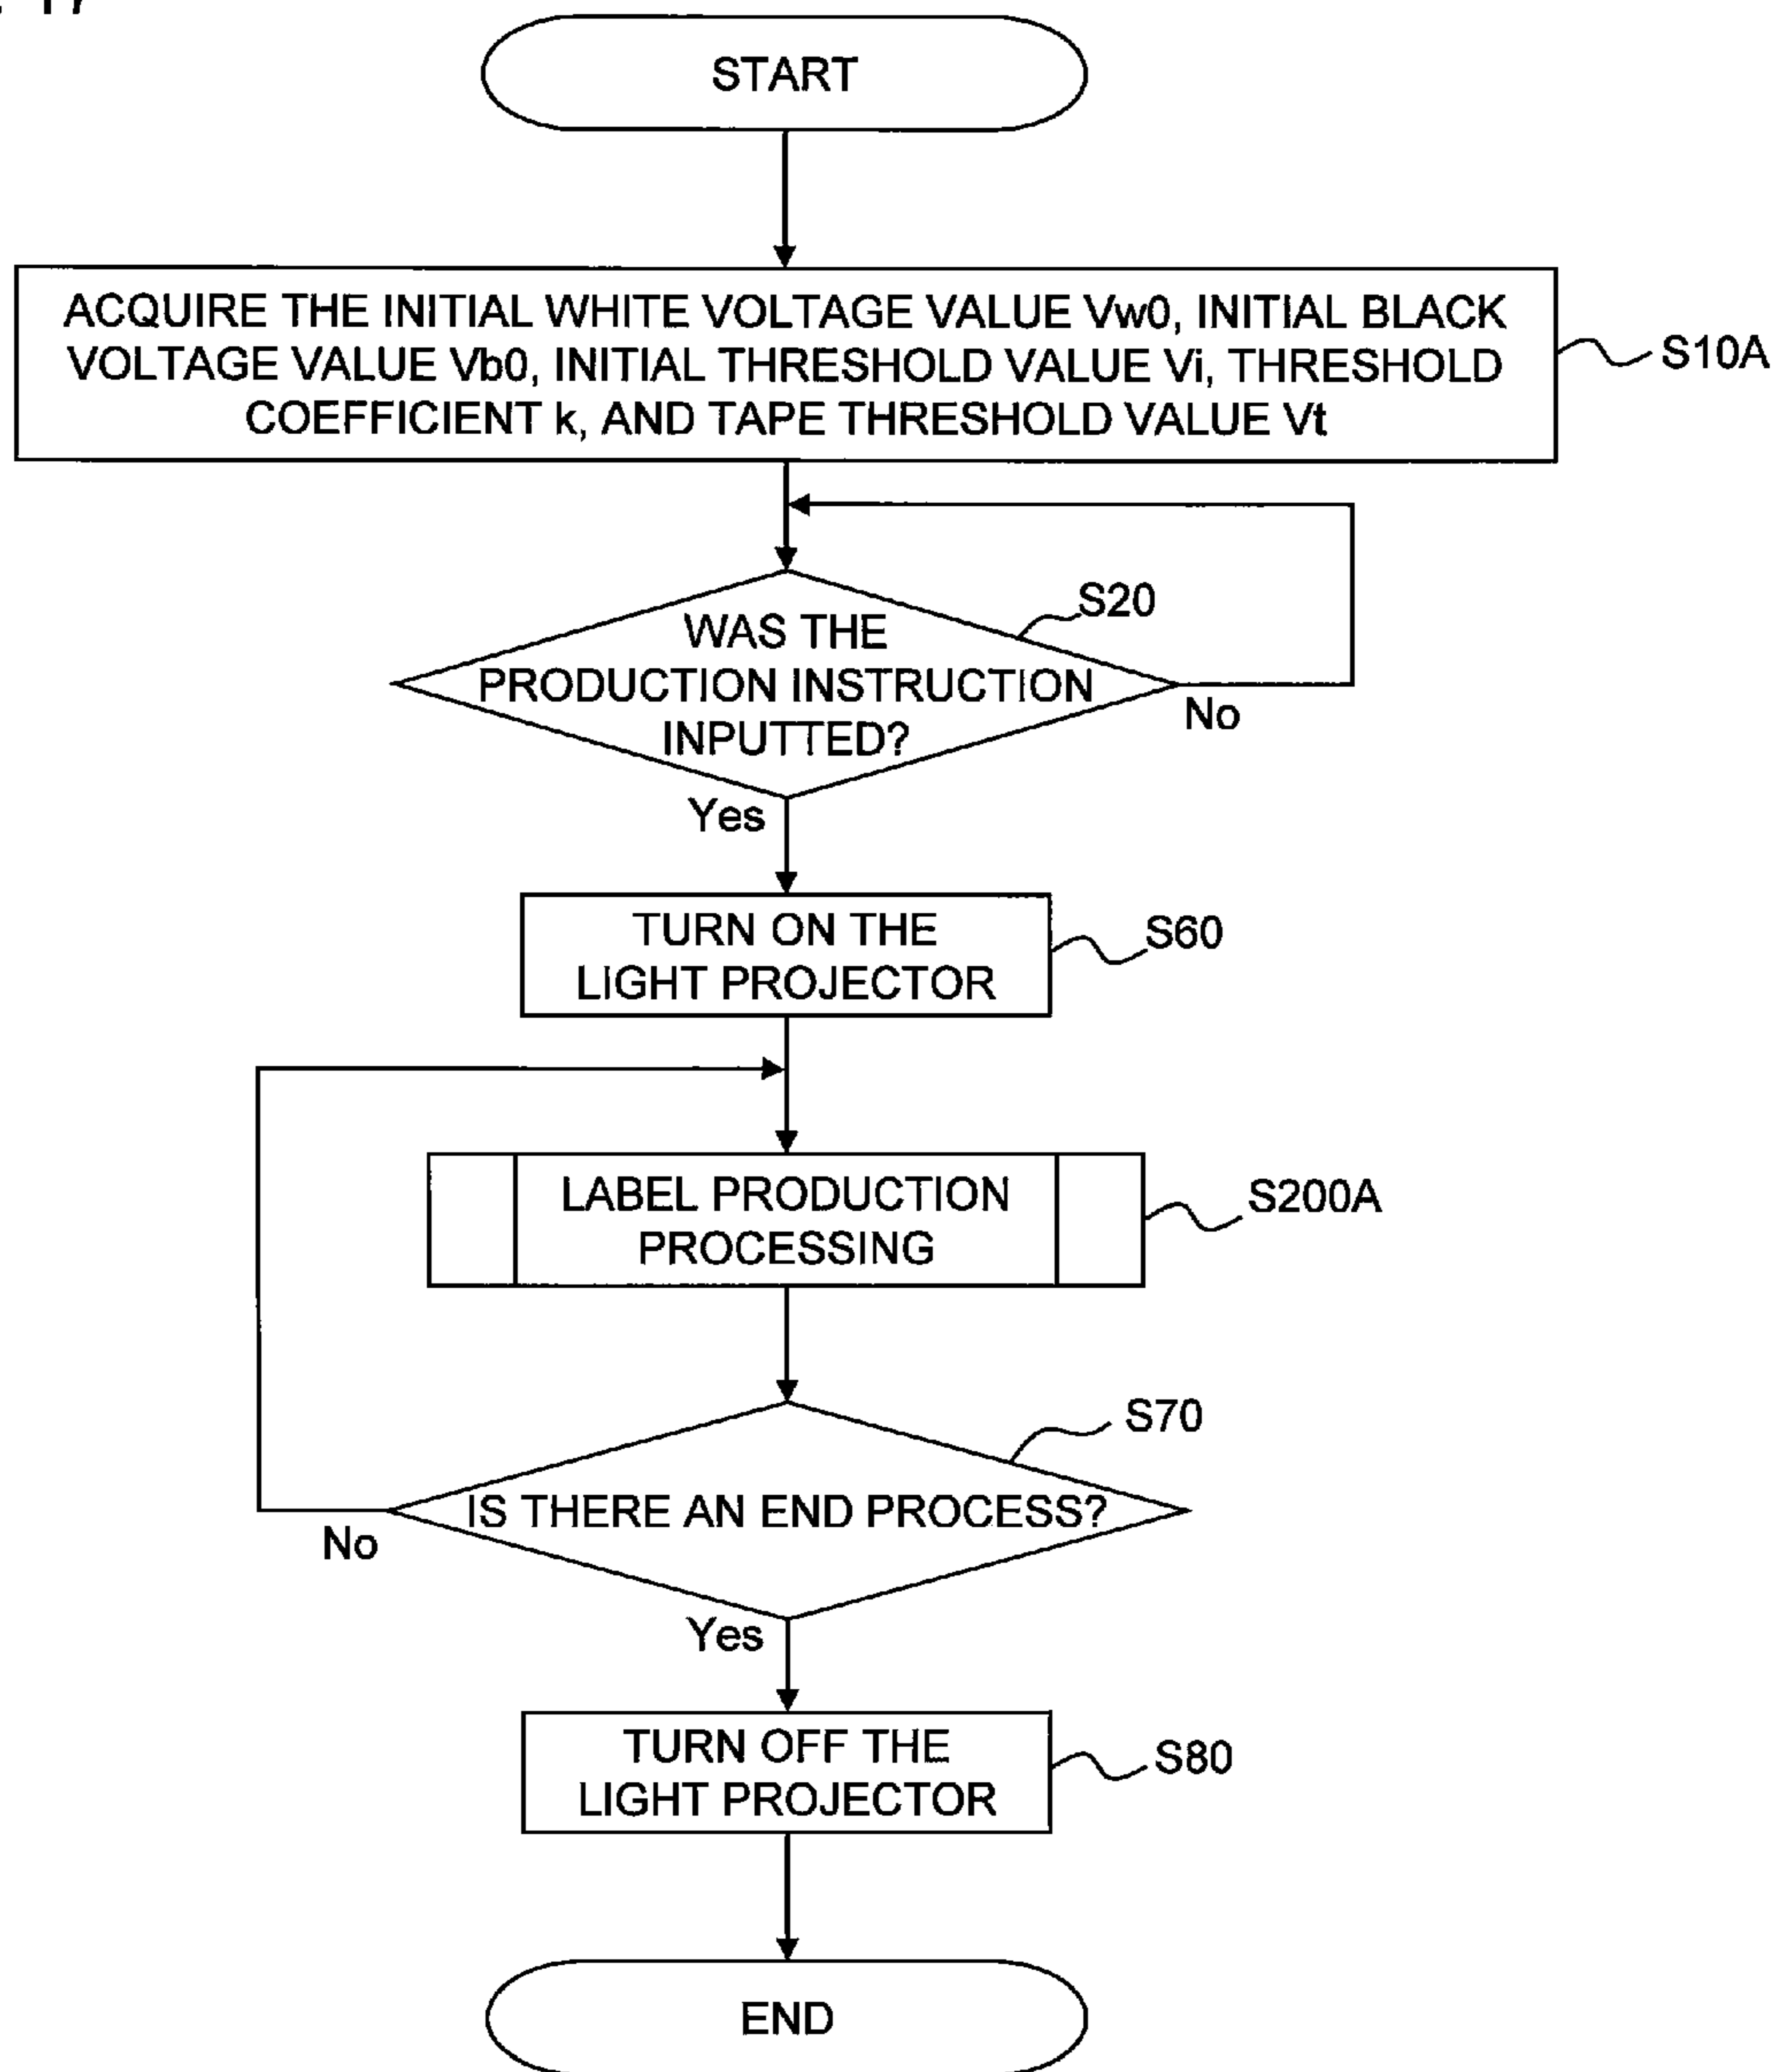 17
START
ACQUIRE THE INITIAL WHITE VOLTAGE VALUE Vw0, INITIAL BLACK
VOLTAGE VALUE Vb0, INITIAL THRESHOLD VALUE Vi, THRESHOLD
COEFFICIENT k, AND TAPE THRESHOLD VALUE Vt
S10A
S20
WAS THE
PRODUCTION INSTRUCTION
INPUTTED?
No
Yes
TURN ON THE
LIGHT PROJECTOR
S60
LABEL PRODUCTION
PROCESSING
S200A
S70
IS THERE AN END PROCESS?
No
Yes
TURN OFF THE
LIGHT PROJECTOR
S80
END